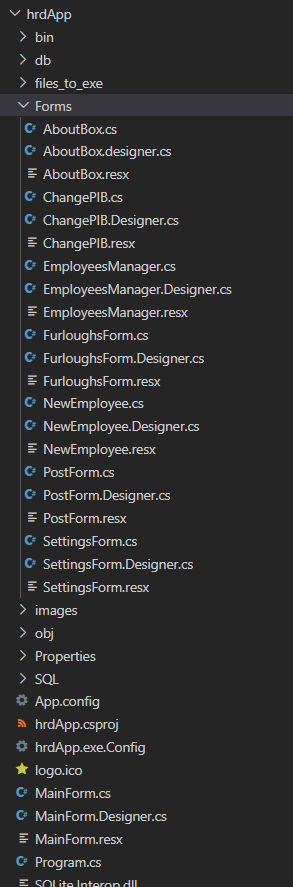 hrdApp
bin
db
files_to_exe
Forms
C# AboutBox.cs
C# AboutBox.designer.cs
AboutBox.resx
C# ChangePIB.cs
C# ChangePIB.Designer.cs
ChangePIB.resx
C# EmployeesManager.cs
C# EmployeesManager.Designer.cs
EmployeesManager.resx
C# FurloughsForm.cs
C# FurloughsForm.Designer.cs
FurloughsForm.resx
C# NewEmployee.cs
C# NewEmployee.Designer.cs
NewEmployee.resx
C# PostForm.cs
C# PostForm.Designer.cs
PostForm.resx
C# SettingsForm.cs
C# SettingsForm.Designer.cs
SettingsForm.resx
images
obj
Properties
SQL
App.config
hrdApp.csproj
hrdApp.exe.Config
logo.ico
C# MainForm.cs
C# MainForm.Designer.cs
MainForm.resx
C# Program.cs
SQLite.Interop.dll